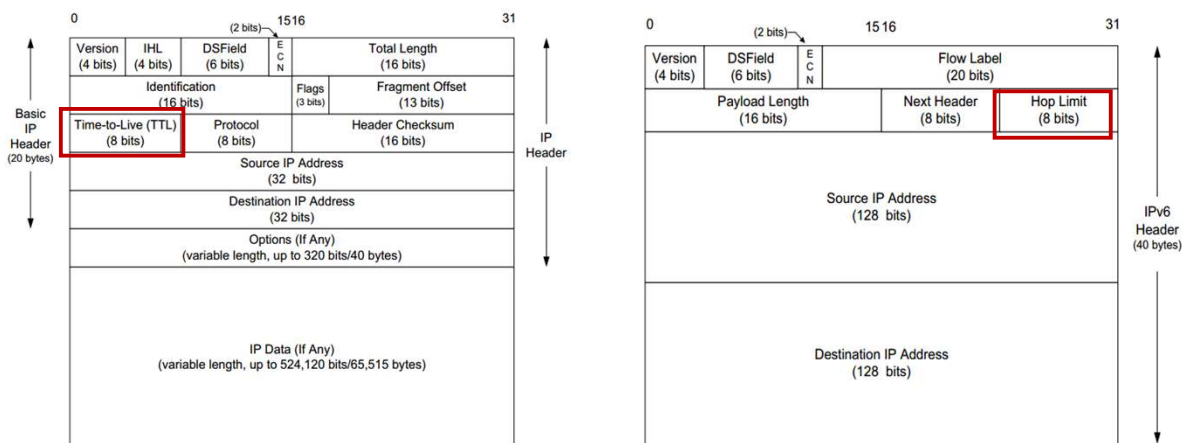 0 1516 31
(2 bits)
Version IHL DSField E Total Length
(4 bits) (4 bits) (6 bits) C (16 bits)
N
Identification Flags Fragment Offset
(16 bits) (3 bits) (13 bits)
Time-to-Live (TTL) Protocol Header Checksum
(8 bits) (8 bits) (16 bits)
Source IP Address
(32 bits)
Destination IP Address
(32 bits)
Options (If Any)
(variable length, up to 320 bits/40 bytes)
IP Data (If Any)
(variable length, up to 524,120 bits/65,515 bytes)
Basic
IP
Header
(20 bytes)
IP
Header
0 1516 31
(2 bits)
Version DSField E Flow Label
(4 bits) (6 bits) C (20 bits)
N
Payload Length Next Header Hop Limit
(16 bits) (8 bits) (8 bits)
Source IP Address
(128 bits)
Destination IP Address
(128 bits)
IPv6
Header
(40 bytes)